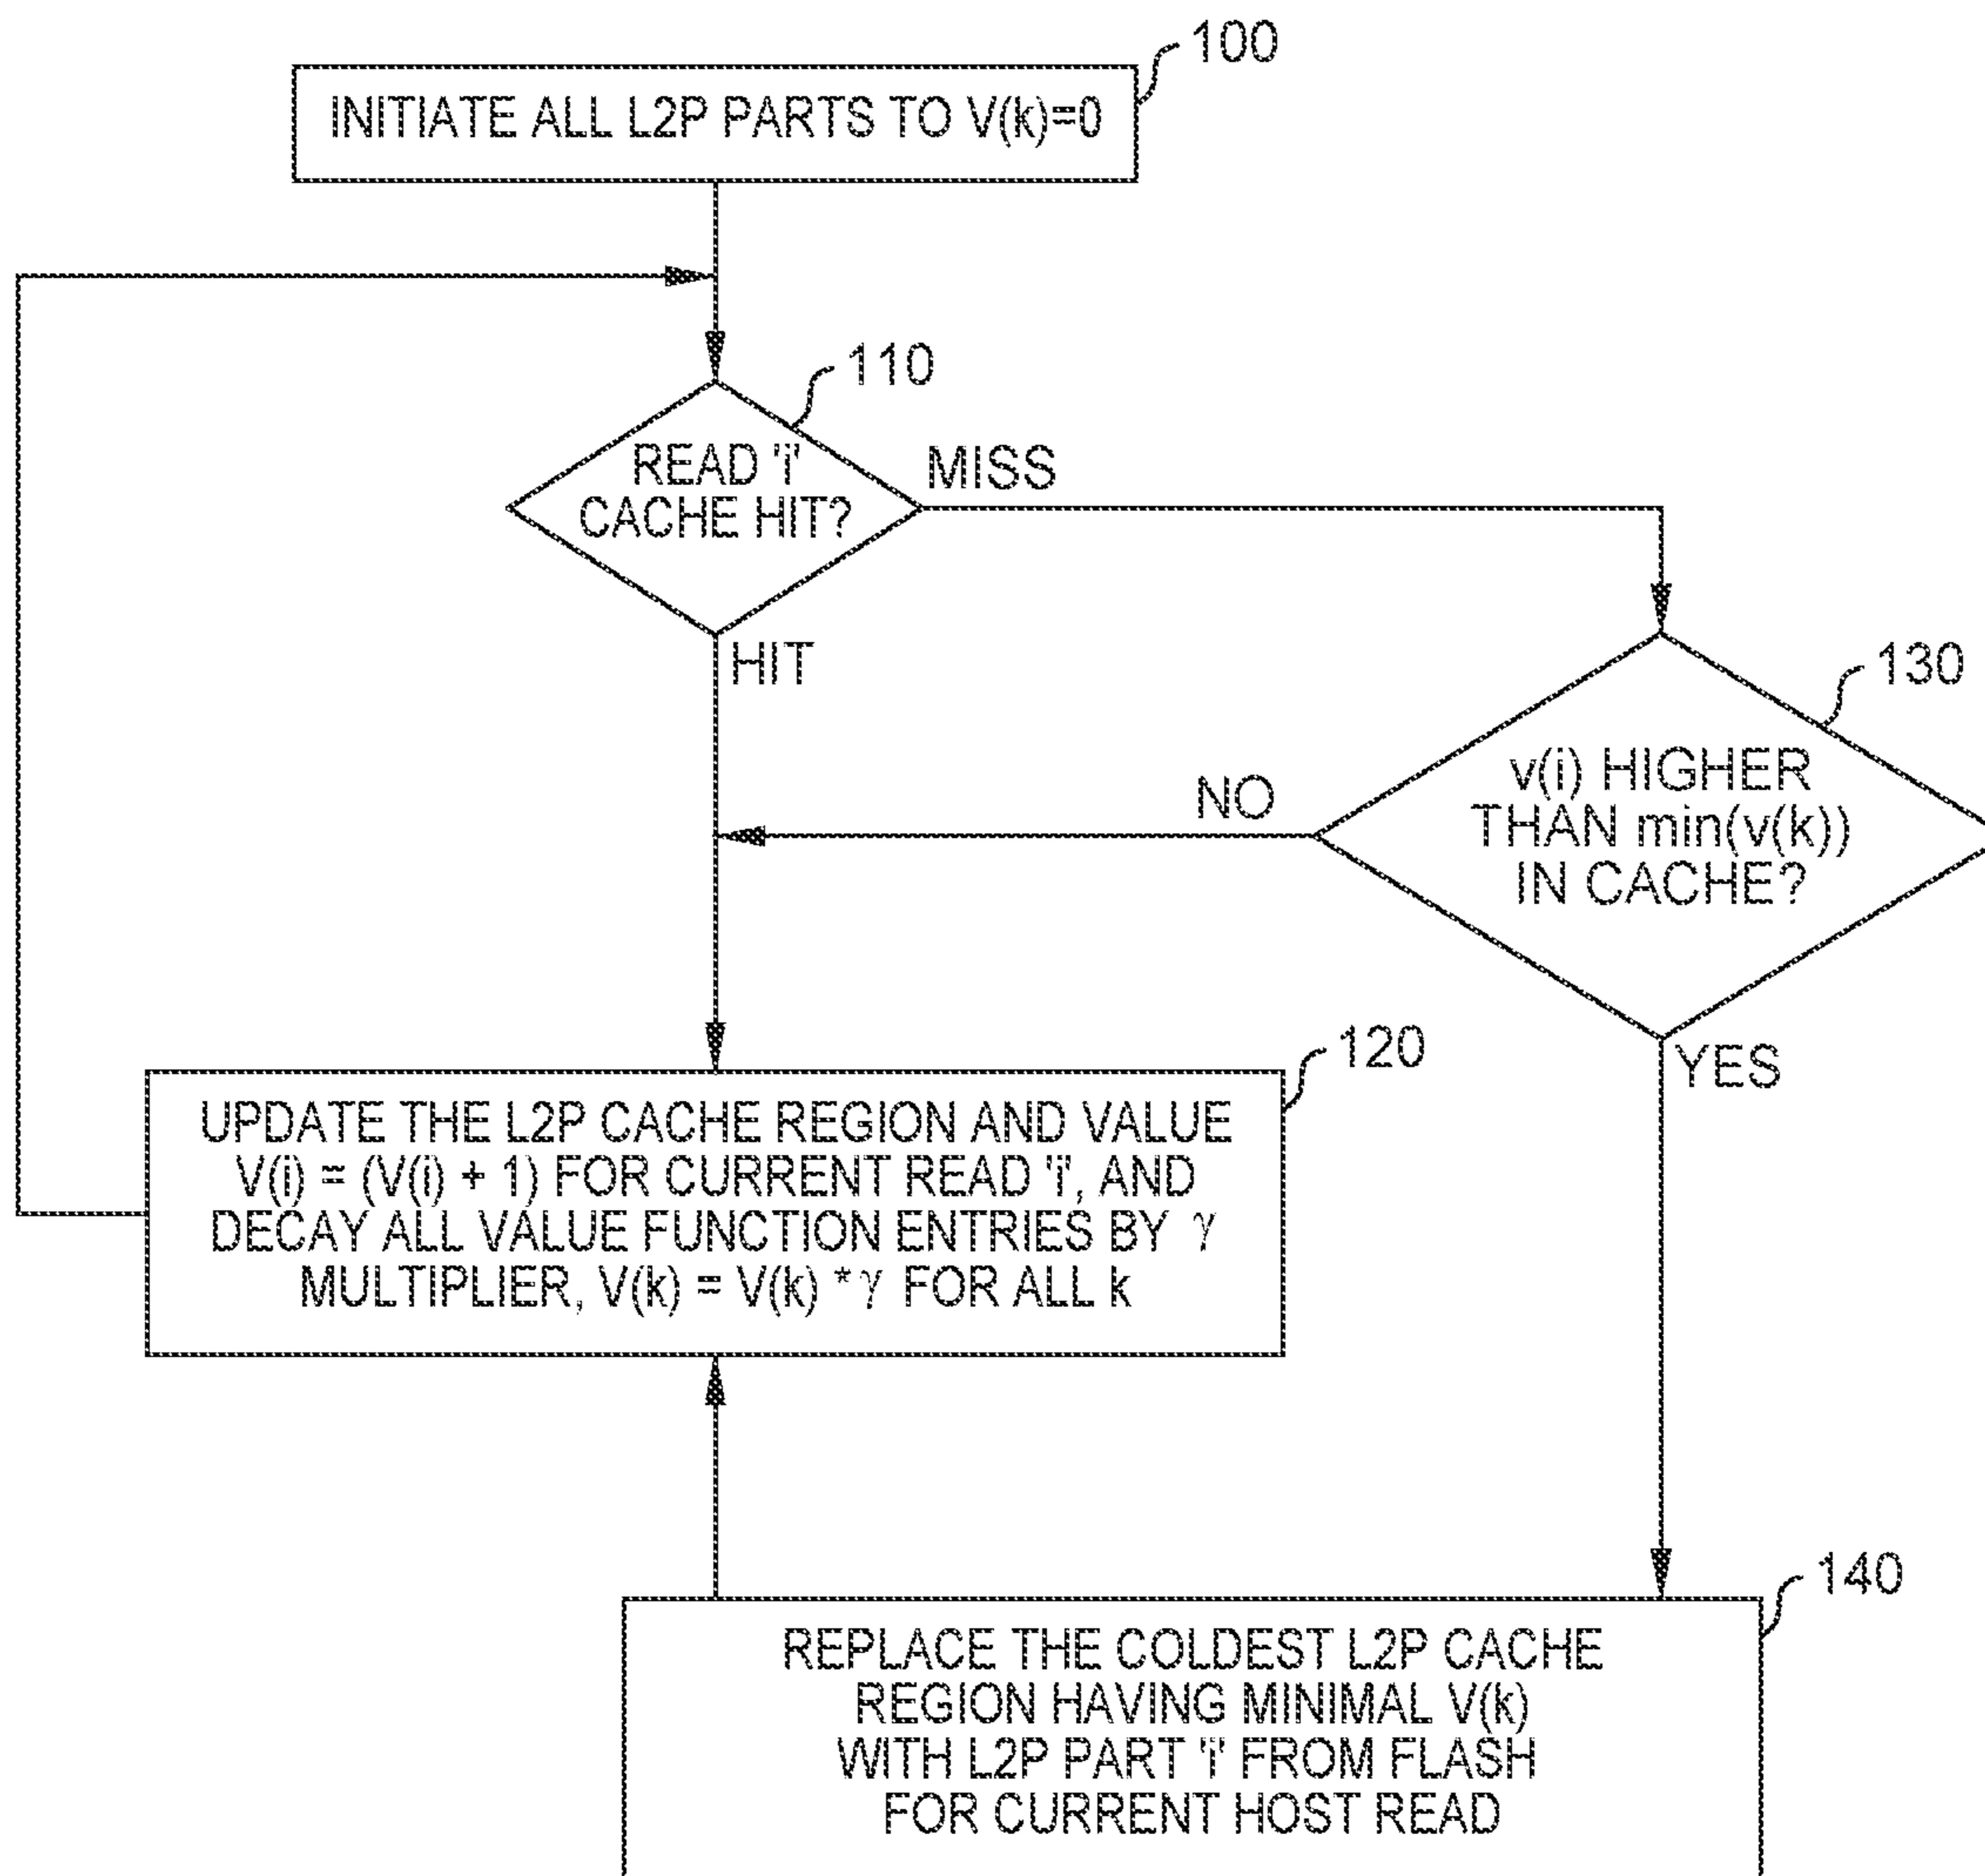 100
INITIATE ALL L2P PARTS TO V(k)=0
110
READ 'i'
CACHE HIT?
MISS
HIT
130
v(i) HIGHER
THAN min(v(k))
IN CACHE?
NO
YES
120
UPDATE THE L2P CACHE REGION AND VALUE
V(i) = (V(i) + 1) FOR CURRENT READ 'i', AND
DECAY ALL VALUE FUNCTION ENTRIES BY γ
MULTIPLIER, V(k) = V(k) * γ FOR ALL k
140
REPLACE THE COLDEST L2P CACHE
REGION HAVING MINIMAL V(k)
WITH L2P PART 'i' FROM FLASH
FOR CURRENT HOST READ